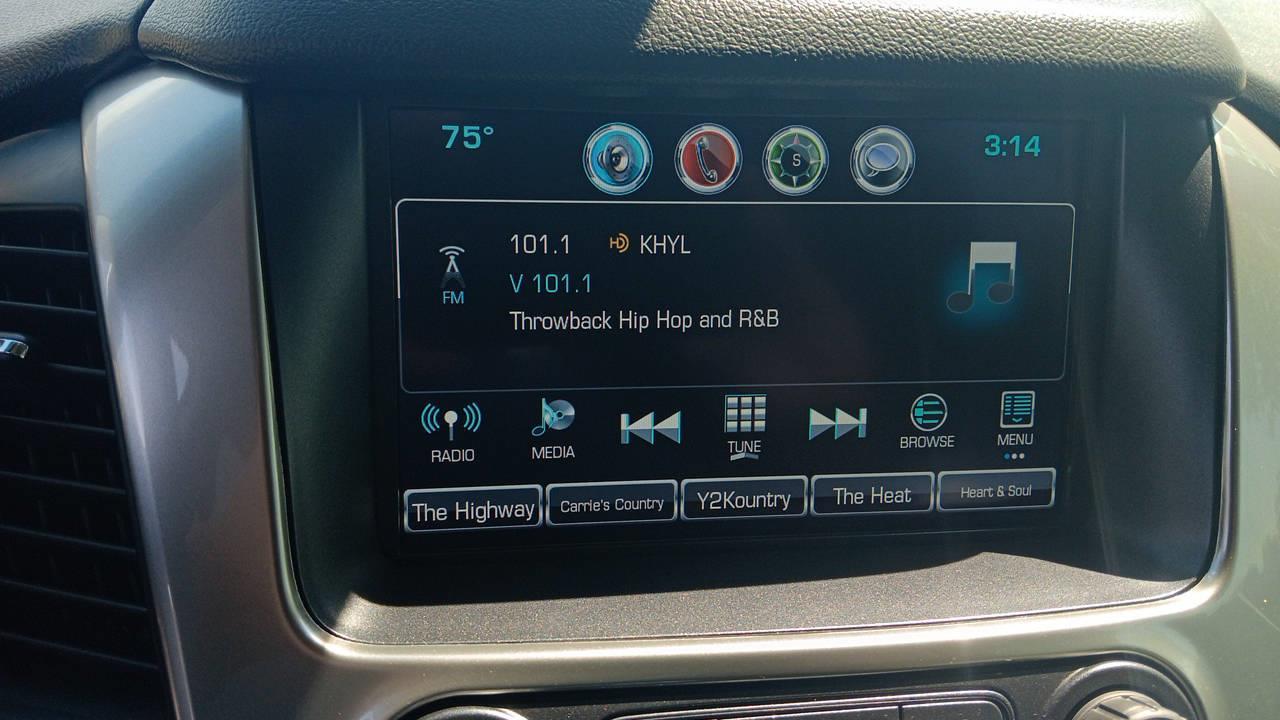 75°
S
3:14
101.1 HD KHYL
V 101.1
FM
Throwback Hip Hop and R&B
RADIO
MEDIA
TUNE
BROWSE
MENU
The Highway
Carrie's Country
Y2Kountry
The Heat
Heart & Soul